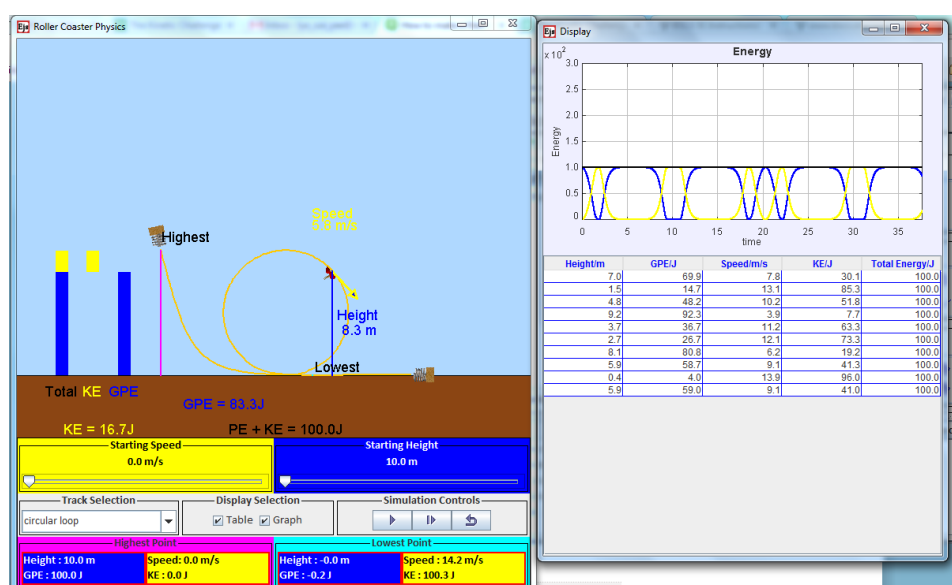 Roller Coaster Physics
Speed
5.8 m/s
Highest
Height
8.3 m
Lowest
Total KE GPE
GPE = 83.3J
KE = 16.7J PE + KE = 100.0J
Starting Speed
0.0 m/s
Starting Height
10.0 m
Track Selection
circular loop
Display Selection
Table Graph
Simulation Controls
Highest Point
Height : 10.0 m Speed: 0.0 m/s
GPE : 100.0 J KE : 0.0 J
Lowest Point
Height : -0.0 m Speed : 14.2 m/s
GPE : -0.2 J KE : 100.3 J
Ejs Display
Energy
x 10^2
3.0
2.5
2.0
1.5
1.0
0.5
0
Energy
0 5 10 15 20 25 30 35
time
Height/m GPE/J Speed/m/s KE/J Total Energy/J
7.0 69.9 7.8 30.1 100.0
1.5 14.7 13.1 85.3 100.0
4.8 48.2 10.2 51.8 100.0
9.2 92.3 3.9 7.7 100.0
3.7 36.7 11.2 63.3 100.0
2.7 26.7 12.1 73.3 100.0
8.1 80.8 6.2 19.2 100.0
5.9 58.7 9.1 41.3 100.0
0.4 4.0 13.9 96.0 100.0
5.9 59.0 9.1 41.0 100.0